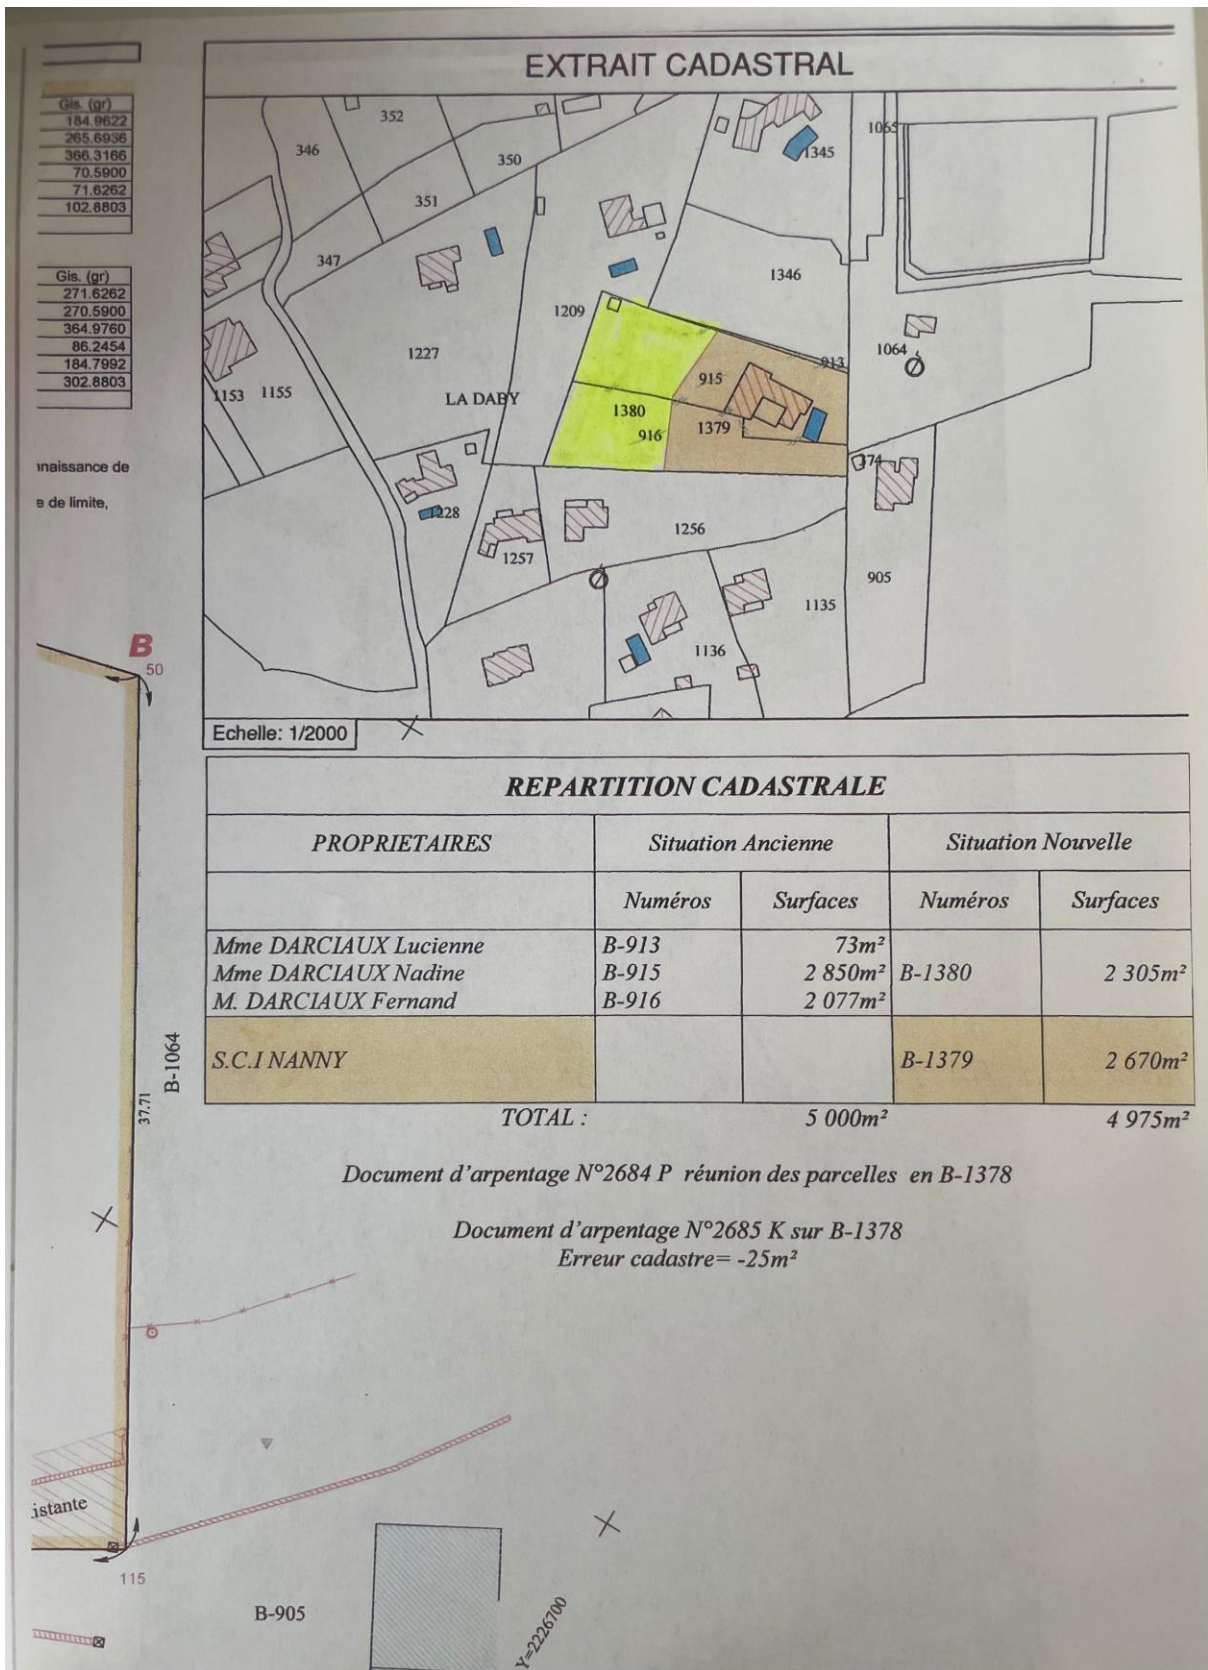 EXTRAIT CADASTRAL
Gis. (gr)
184.9622
265.6936
366.3166
70.5900
71.6262
102.8803
Gis. (gr)
271.6262
270.5900
364.9760
86.2454
184.7992
302.8803
nnaissance de
e de limite,
352
346
350
351
347
1345
1065
1346
1209
1227
1064
913
915
1153 1155
LA DABY
1380
916
1379
374
1228
1257
1256
905
1135
1136
Echelle: 1/2000
B
50
REPARTITION CADASTRALE
PROPRIETAIRES Situation Ancienne Situation Nouvelle
Numéros Surfaces Numéros Surfaces
Mme DARCIAUX Lucienne B-913 73m²
Mme DARCIAUX Nadine B-915 2 850m² B-1380 2 305m²
M. DARCIAUX Fernand B-916 2 077m²
S.C.I NANNY B-1379 2 670m²
TOTAL : 5 000m² 4 975m²
B-1064
37.71
Document d'arpentage N°2684 P réunion des parcelles en B-1378
Document d'arpentage N°2685 K sur B-1378
Erreur cadastre= -25m²
istante
115
B-905
Y=2226700